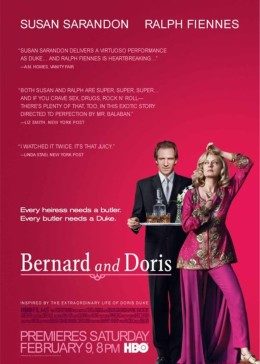 SUSAN SARANDON RALPH FIENNES
"SUSAN SARANDON DELIVERS A VIRTUOSO PERFORMANCE
AS DUKE... AND RALPH FIENNES IS HEARTBREAKING..."
—A.M. HOMES, VANITY FAIR
"BOTH SUSAN AND RALPH ARE SUPER, SUPER, SUPER...
AND IF YOU CRAVE SEX, DRUGS, ROCK N' ROLL—
THERE'S PLENTY OF THAT, TOO, IN THIS EXOTIC STORY
DIRECTED TO PERFECTION BY MR. BALABAN."
—LIZ SMITH, NEW YORK POST
"I WATCHED IT TWICE. IT'S THAT JUICY."
—LINDA STASI, NEW YORK POST
Every heiress needs a butler.
Every butler needs a Duke.
Bernard and Doris
INSPIRED BY THE EXTRAORDINARY LIFE OF DORIS DUKE.
PREMIERES SATURDAY
FEBRUARY 9, 8PM HBO